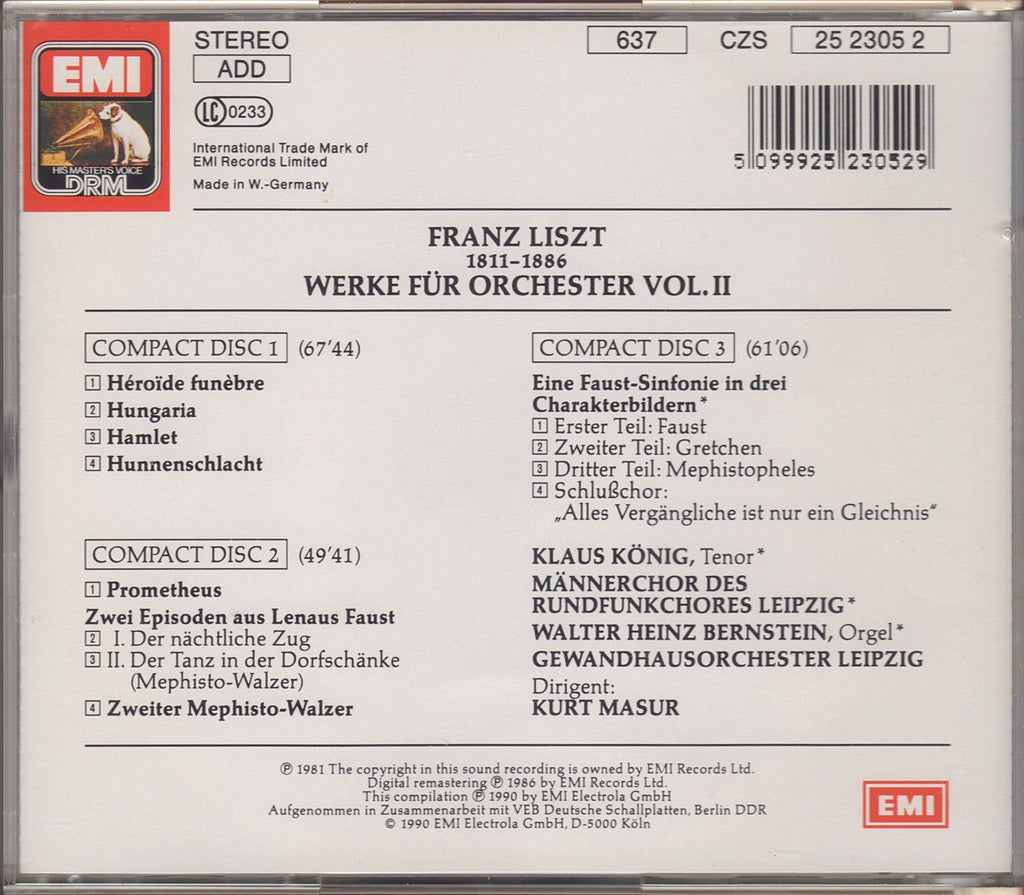 EMI
HIS MASTER'S VOICE
DRM
STEREO
ADD
LC 0233
International Trade Mark of
EMI Records Limited
Made in W.-Germany
637 CZS 25 2305 2
5 099925 230529
FRANZ LISZT
1811–1886
WERKE FÜR ORCHESTER VOL. II
COMPACT DISC 1 (67'44)
1 Héroïde funèbre
2 Hungaria
3 Hamlet
4 Hunnenschlacht
COMPACT DISC 2 (49'41)
1 Prometheus
Zwei Episoden aus Lenaus Faust
2 I. Der nächtliche Zug
3 II. Der Tanz in der Dorfschänke
(Mephisto-Walzer)
4 Zweiter Mephisto-Walzer
COMPACT DISC 3 (61'06)
Eine Faust-Sinfonie in drei
Charakterbildern*
1 Erster Teil: Faust
2 Zweiter Teil: Gretchen
3 Dritter Teil: Mephistopheles
4 Schlußchor:
„Alles Vergängliche ist nur ein Gleichnis“
KLAUS KÖNIG, Tenor*
MÄNNERCHOR DES
RUNDFUNKCHORES LEIPZIG*
WALTER HEINZ BERNSTEIN, Orgel*
GEWANDHAUSORCHESTER LEIPZIG
Dirigent:
KURT MASUR
℗ 1981 The copyright in this sound recording is owned by EMI Records Ltd.
Digital remastering ℗ 1986 by EMI Records Ltd.
This compilation ℗ 1990 by EMI Electrola GmbH
Aufgenommen in Zusammenarbeit mit VEB Deutsche Schallplatten, Berlin DDR
© 1990 EMI Electrola GmbH, D-5000 Köln
EMI